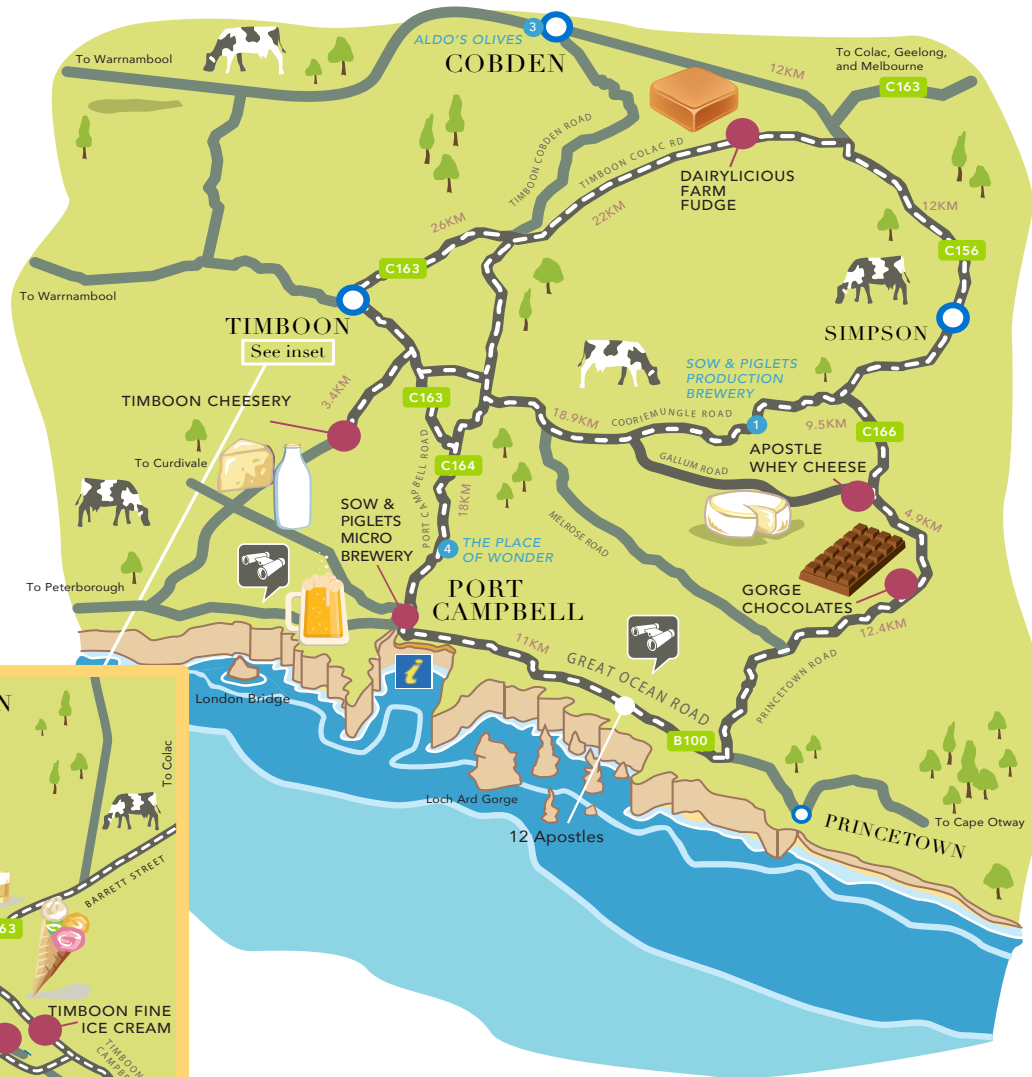 ALDO'S OLIVES
3
COBDEN
To Warrnambool
To Colac, Geelong,
and Melbourne
C163
12KM
TIMBOON COBDEN ROAD
TIMBOON COLAC RD
DAIRYLICIOUS
FARM
FUDGE
26KM
22KM
12KM
C163
C156
To Warrnambool
TIMBOON
See inset
SIMPSON
SOW & PIGLETS
PRODUCTION
BREWERY
1
TIMBOON CHEESERY
3.4KM
C163
18.9KM
COORIEMUNGLE ROAD
9.5KM
C166
APOSTLE
WHEY CHEESE
GALLUM ROAD
To Curdivale
C164
18KM
PORT CAMPBELL ROAD
SOW &
PIGLETS
MICRO
BREWERY
MELROSE ROAD
4.9KM
4
THE PLACE
OF WONDER
PORT
CAMPBELL
GORGE
CHOCOLATES
12.4KM
To Peterborough
11KM
GREAT OCEAN ROAD
PRINCETOWN ROAD
B100
i
London Bridge
Loch Ard Gorge
12 Apostles
PRINCETOWN
To Cape Otway
N
To Colac
BARRETT STREET
63
TIMBOON FINE
ICE CREAM
TIMBOON